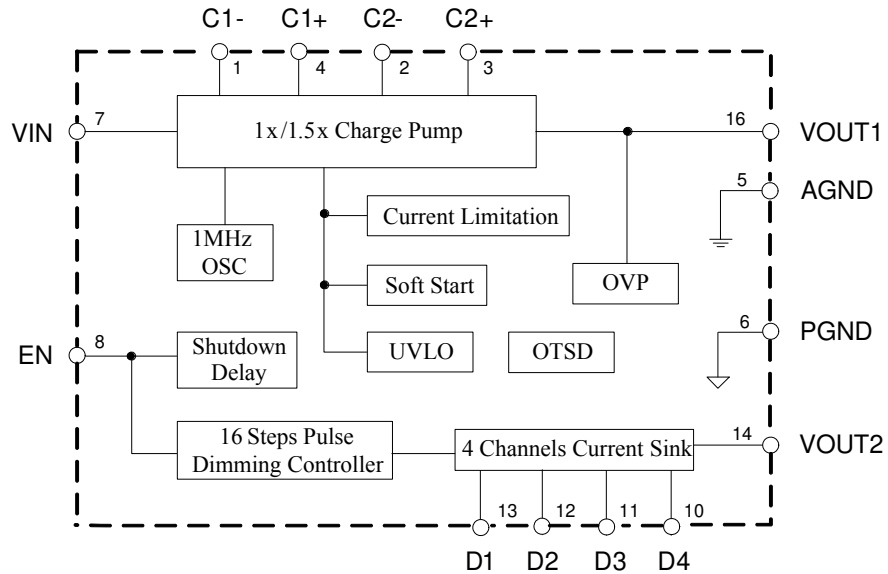 C1- C1+ C2- C2+
1 4 2 3
VIN 7 1x/1.5x Charge Pump 16 VOUT1
5 AGND
Current Limitation
1MHz
OSC
Soft Start
OVP
6 PGND
EN 8
Shutdown
Delay
UVLO
OTSD
16 Steps Pulse
Dimming Controller
4 Channels Current Sink 14 VOUT2
13 12 11 10
D1 D2 D3 D4